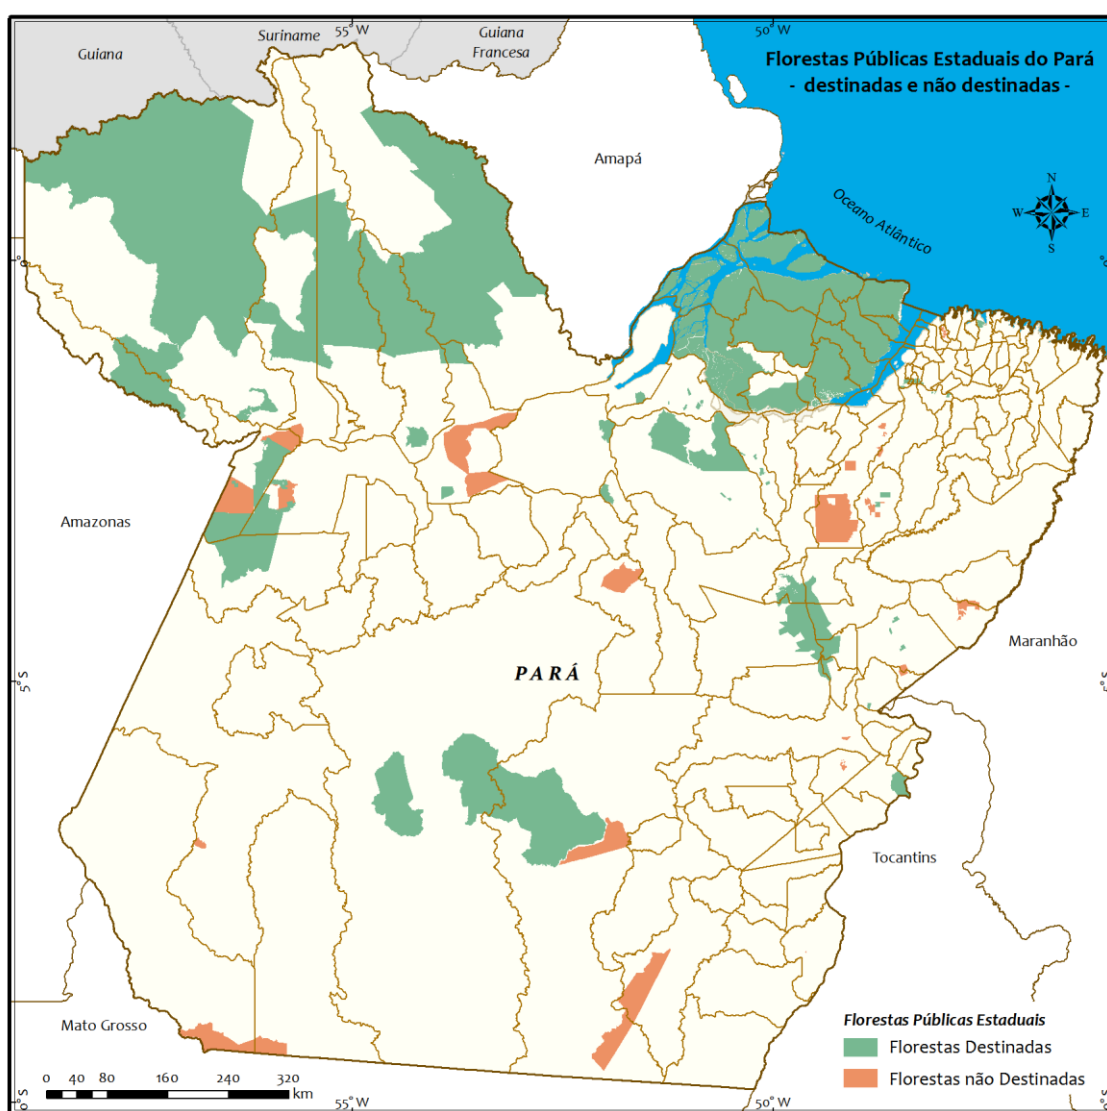 55°W
50°W
Guiana
Suriname
Guiana
Francesa
Florestas Públicas Estaduais do Pará
- destinadas e não destinadas -
Amapá
N
W
E
S
Oceano Atlântico
0°
0°
Amazonas
Maranhão
PARÁ
5°S
5°S
Tocantins
Mato Grosso
Florestas Públicas Estaduais
Florestas Destinadas
Florestas não Destinadas
0 40 80 160 240 320
km
55°W
50°W